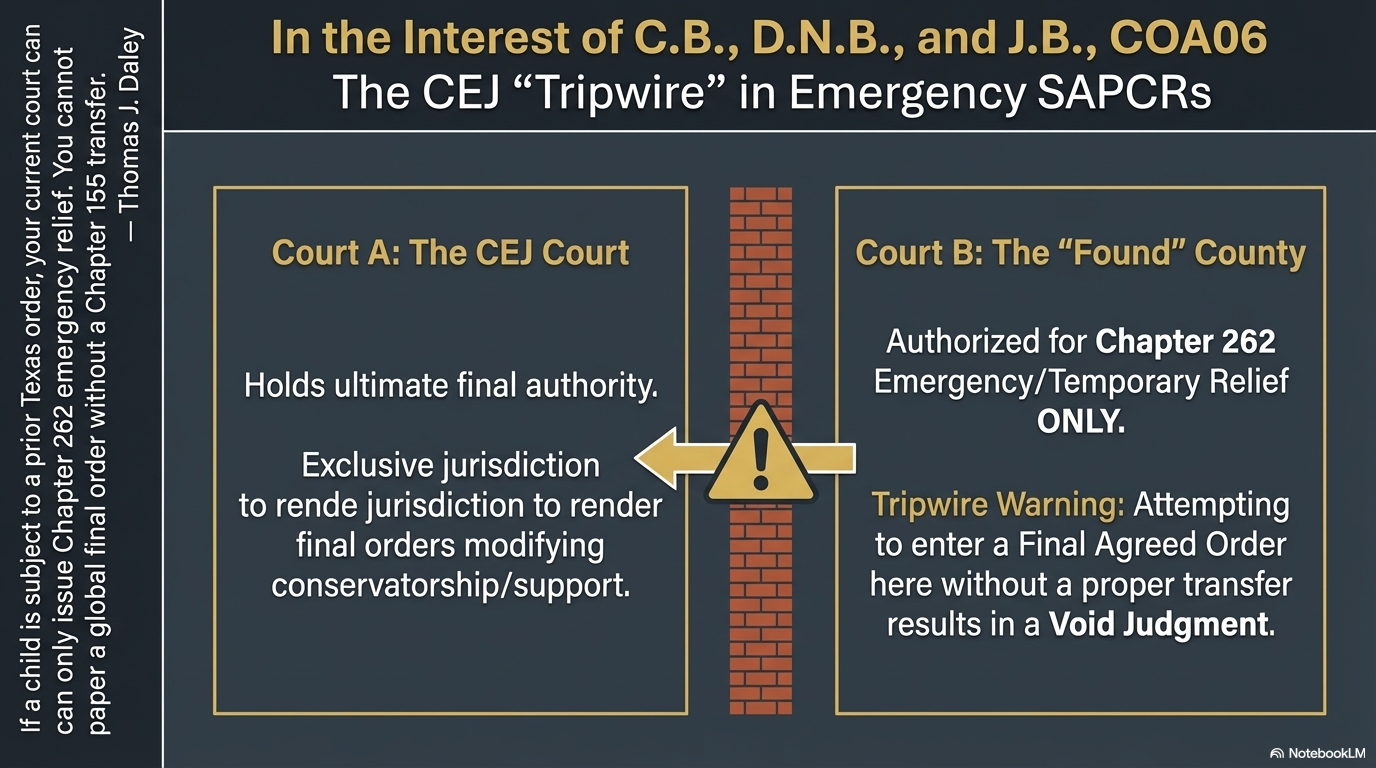 If a child is subject to a prior Texas order, your current court can
can only issue Chapter 262 emergency relief. You cannot
paper a global final order without a Chapter 155 transfer.
— Thomas J. Daley
In the Interest of C.B., D.N.B., and J.B., COA06
The CEJ “Tripwire” in Emergency SAPCRs
Court A: The CEJ Court
Holds ultimate final authority.
Exclusive jurisdiction
to rende jurisdiction to render
final orders modifying
conservatorship/support.
Court B: The “Found” County
Authorized for Chapter 262
Emergency/Temporary Relief
ONLY.
Tripwire Warning: Attempting
to enter a Final Agreed Order
here without a proper transfer
results in a Void Judgment.
NotebookLM